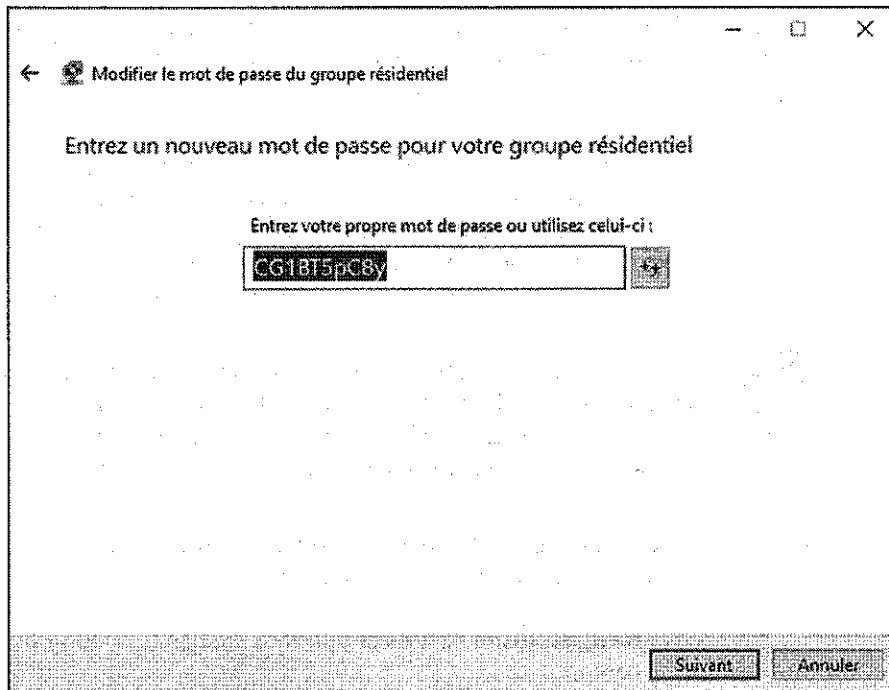 Modifier le mot de passe du groupe résidentiel
Entrez un nouveau mot de passe pour votre groupe résidentiel
Entrez votre propre mot de passe ou utilisez celui-ci :
Suivant
Annuler